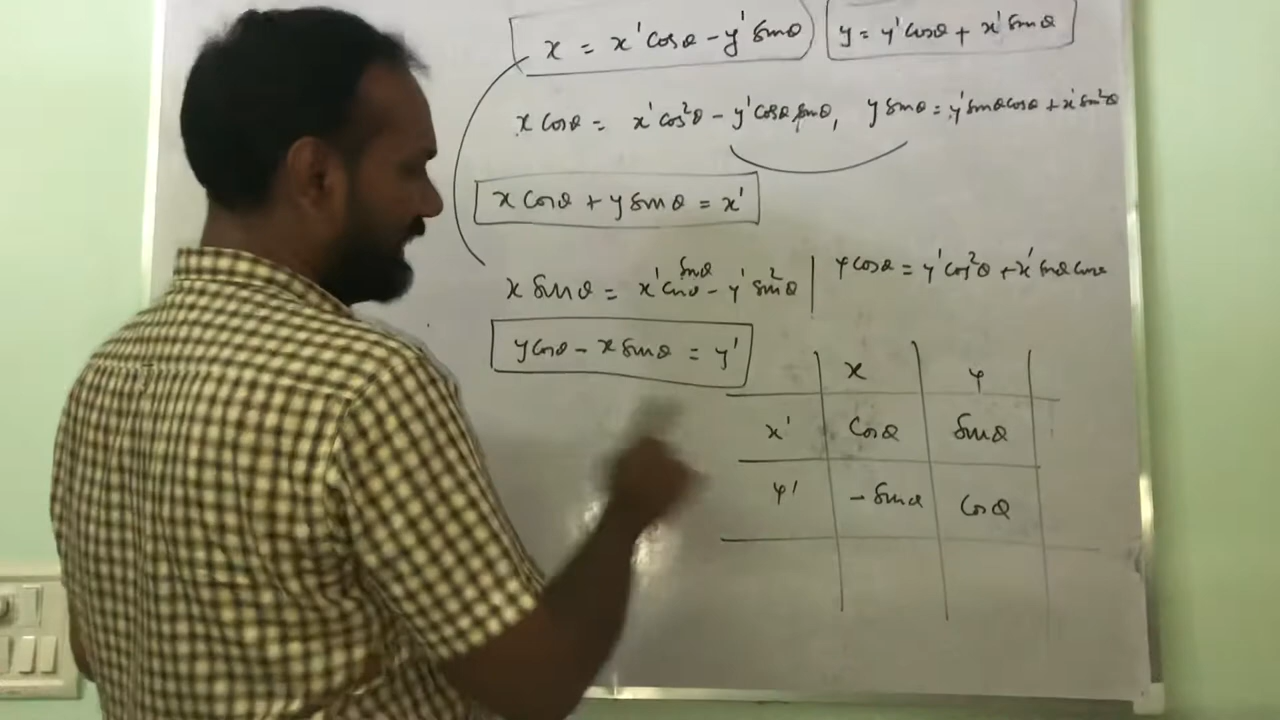 x = x' cosθ - y' sinθ y = y' cosθ + x' sinθ
x cosθ = x' cos²θ - y' cosθ sinθ, y sinθ = y' sinθ cosθ + x' sin²θ
x cosθ + y sinθ = x'
x sinθ = x' cosθ sinθ - y' sin²θ | y cosθ = y' cos²θ + x' sinθ cosθ
y cosθ - x sinθ = y'
x y
x' cosθ sinθ
y' - sinθ cosθ